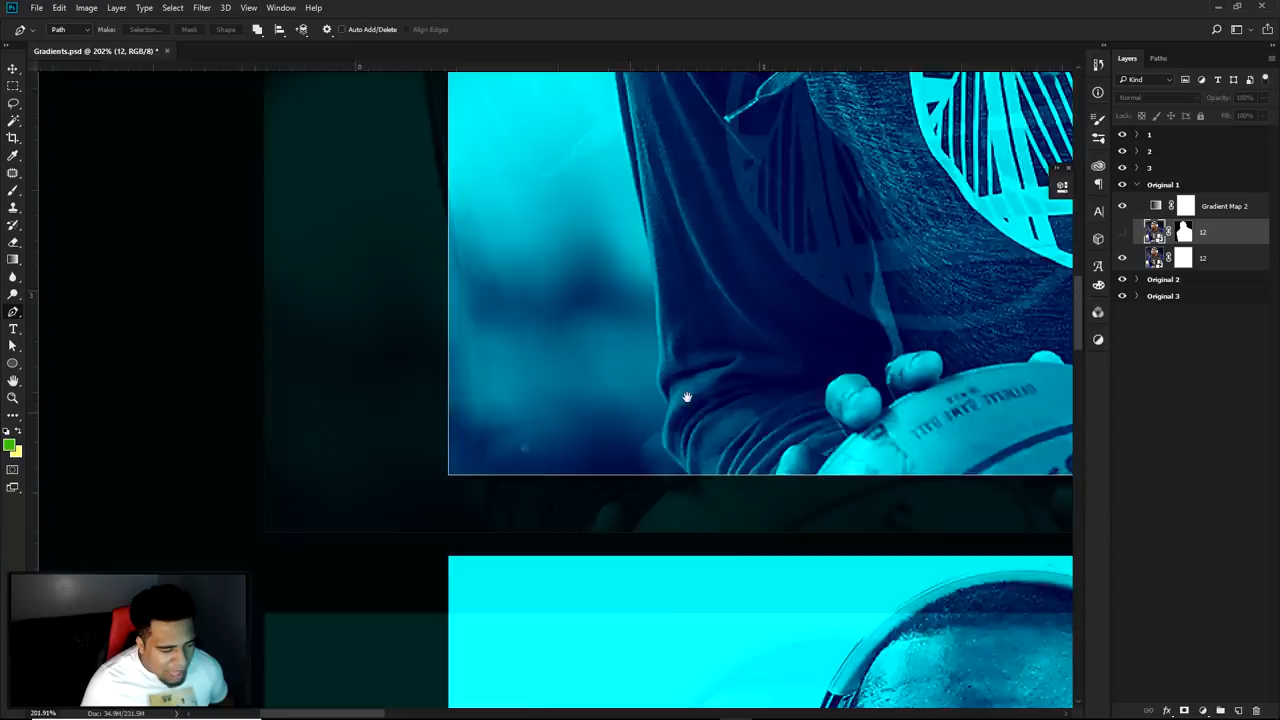 Ps File Edit Image Layer Type Select Filter 3D View Window Help
Path Make: Selection... Mask Shape Auto Add/Delete Align Edges
Gradients.psd @ 202% (12, RGB/8) * ×
0
3
Layers Paths
Kind
Normal Opacity: 100%
Lock: Fill: 100%
1
2
3
Original 1
Gradient Map 2
12
12
Original 2
Original 3
201.91% Doc: 34.9M/231.5M